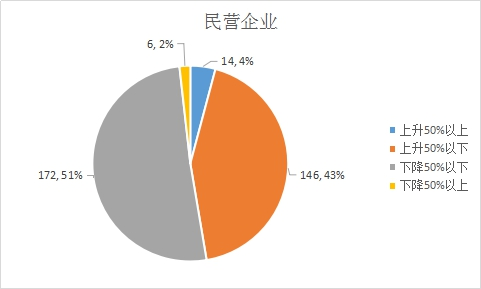 民营企业
6, 2%
14, 4%
172, 51%
146, 43%
上升50%以上
上升50%以下
下降50%以下
下降50%以上